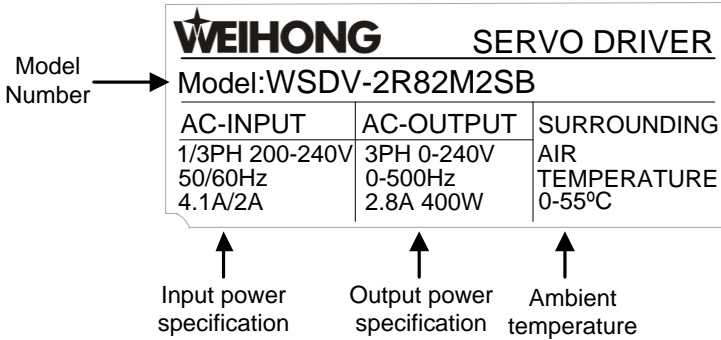 WEIHONG SERVO DRIVER
Model
Number
Model:WSDV-2R82M2SB
AC-INPUT
1/3PH 200-240V
50/60Hz
4.1A/2A
AC-OUTPUT
3PH 0-240V
0-500Hz
2.8A 400W
SURROUNDING
AIR
TEMPERATURE
0-55ºC
Input power
specification
Output power
specification
Ambient
temperature